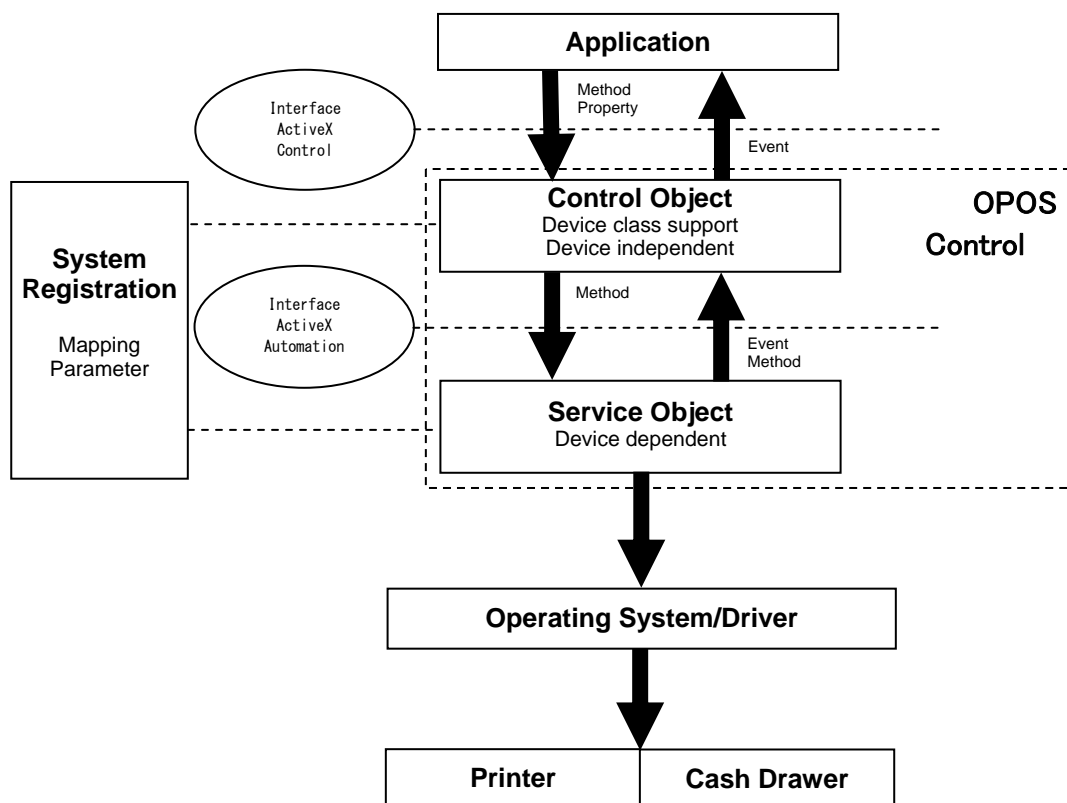 Application
Method
Property
Interface
ActiveX
Control
Event
Control Object
Device class support
Device independent
OPOS
Control
System
Registration
Mapping
Parameter
Method
Interface
ActiveX
Automation
Event
Method
Service Object
Device dependent
Operating System/Driver
Printer
Cash Drawer